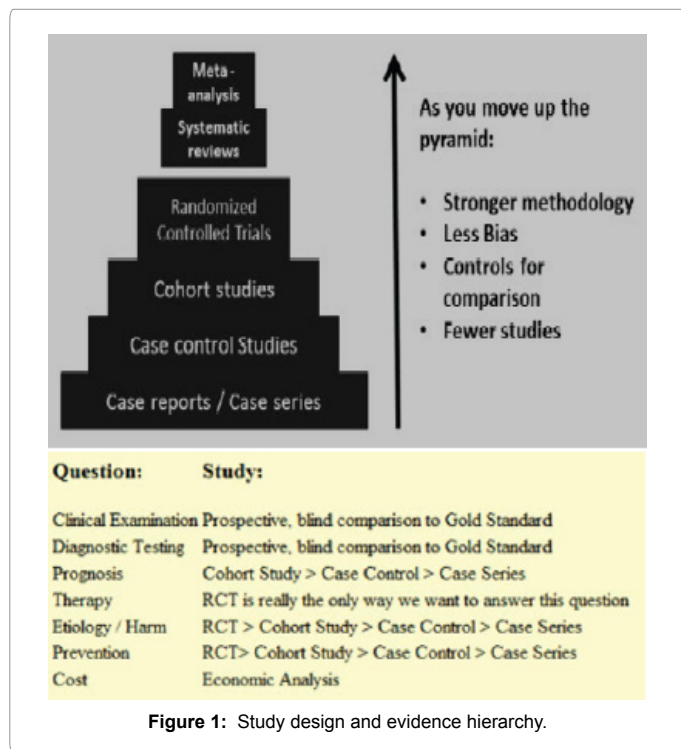 Meta-
analysis
Systematic
reviews
Randomized
Controlled Trials
Cohort studies
Case control Studies
Case reports / Case series
As you move up the
pyramid:
• Stronger methodology
• Less Bias
• Controls for
comparison
• Fewer studies
Question: Study:
Clinical Examination Prospective, blind comparison to Gold Standard
Diagnostic Testing Prospective, blind comparison to Gold Standard
Prognosis Cohort Study > Case Control > Case Series
Therapy RCT is really the only way we want to answer this question
Etiology / Harm RCT > Cohort Study > Case Control > Case Series
Prevention RCT> Cohort Study > Case Control > Case Series
Cost Economic Analysis
Figure 1: Study design and evidence hierarchy.